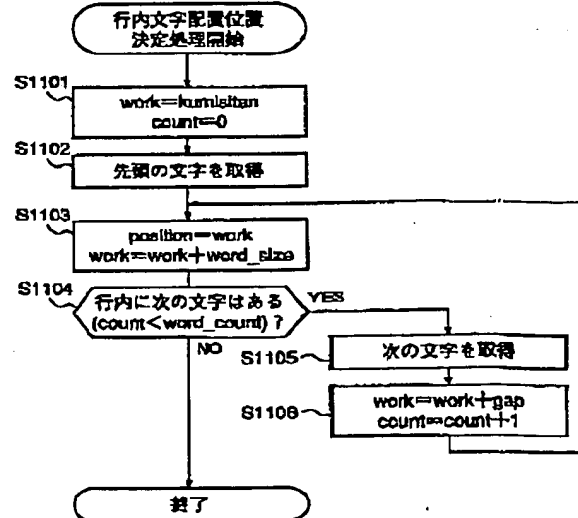 行内文字配置位置
決定処理開始
S1101
work=kumisitan
count=0
S1102
先頭の文字を取得
S1103
position=work
work=work+word_size
S1104
行内に次の文字はある
(count<word_count)?
YES
NO
S1105
次の文字を取得
S1106
work=work+gap
count=count+1
終了